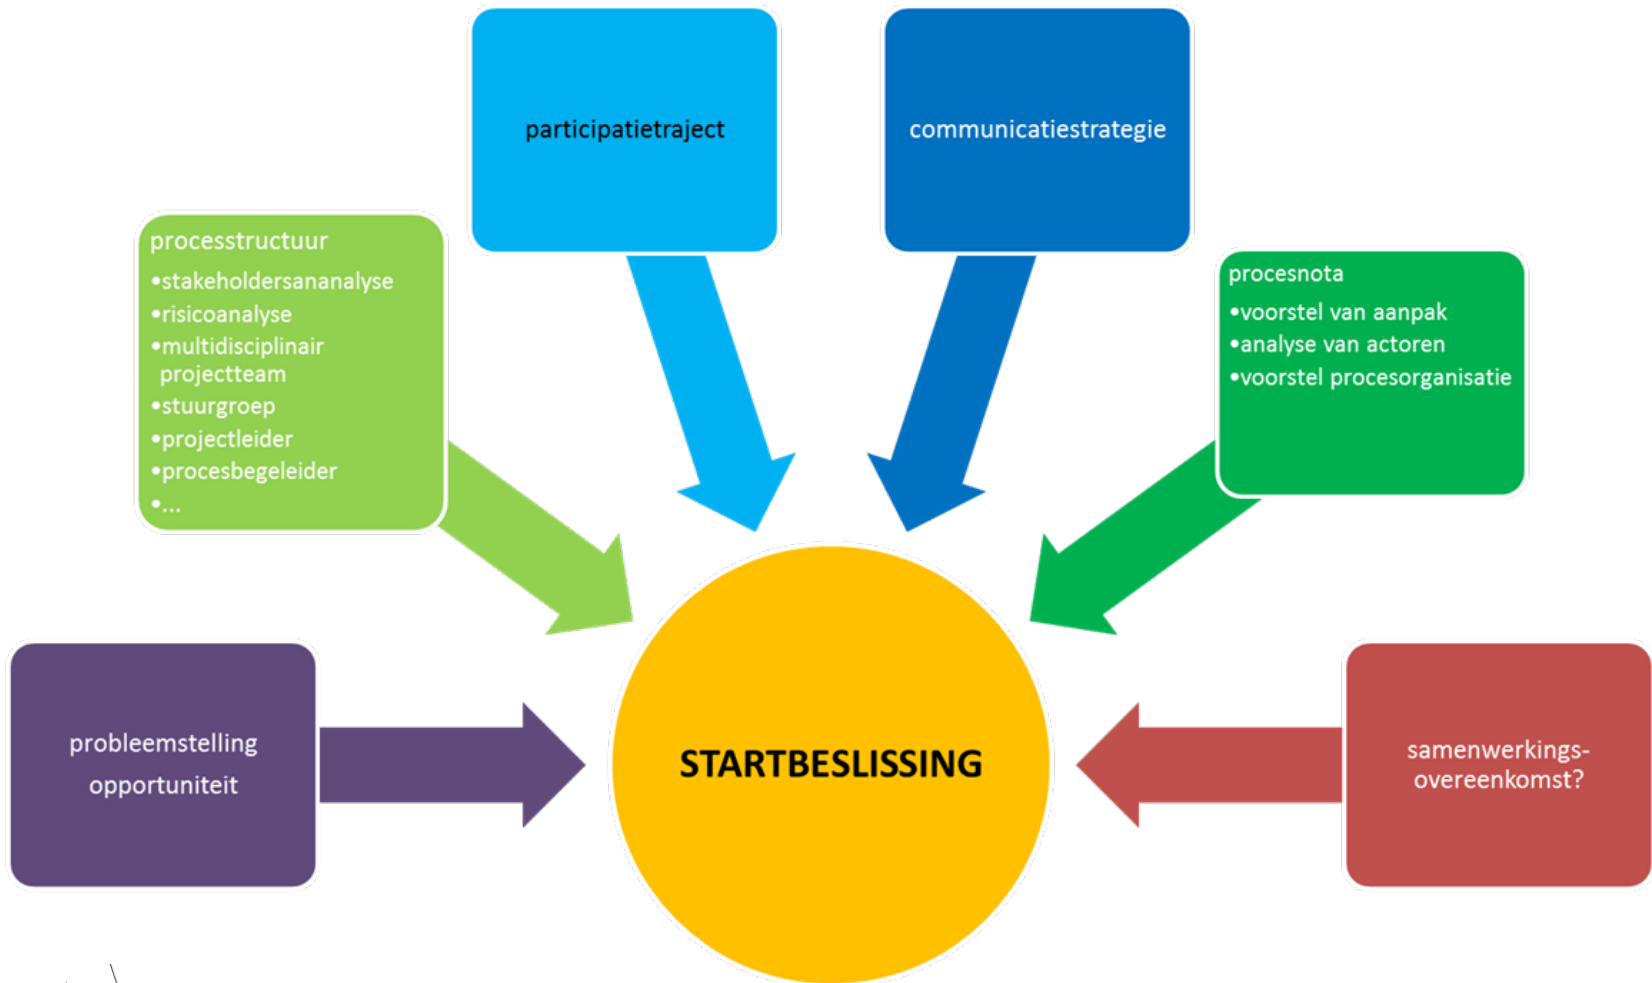 participatietraject
communicatiestrategie
processtructuur
•stakeholdersananalyse
•risicoanalyse
•multidisciplinair
projectteam
•stuurgroep
•projectleider
•procesbegeleider
•...
procesnota
•voorstel van aanpak
•analyse van actoren
•voorstel procesorganisatie
probleemstelling
opportuniteit
STARTBESLISSING
samenwerkings-
overeenkomst?